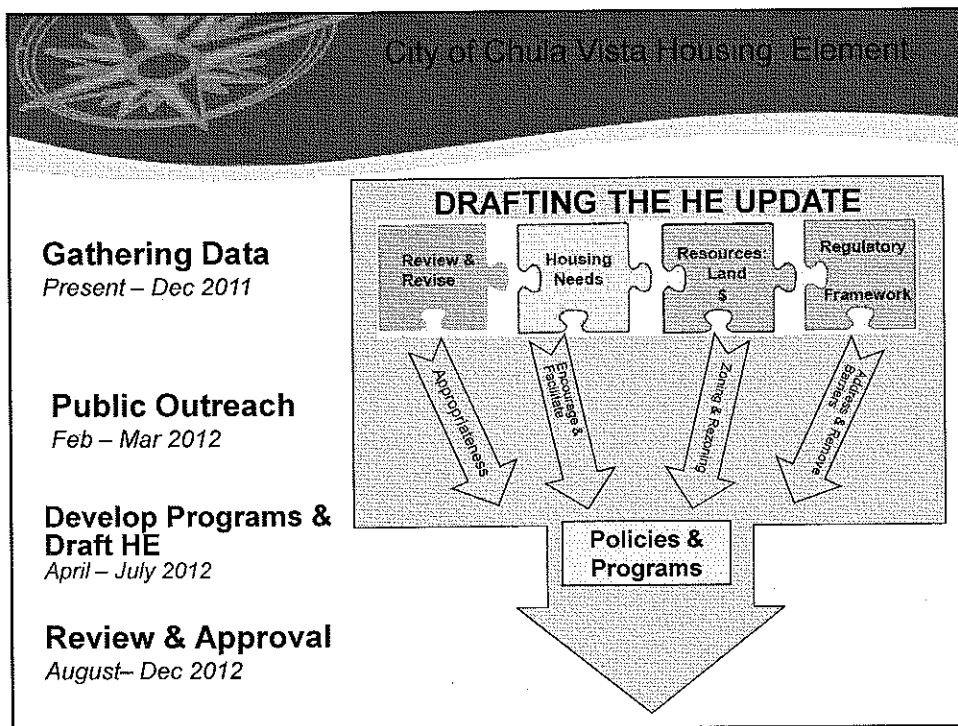 City of Chula Vista Housing Element
Gathering Data
Present – Dec 2011
Public Outreach
Feb – Mar 2012
Develop Programs &
Draft HE
April – July 2012
Review & Approval
August– Dec 2012
DRAFTING THE HE UPDATE
Review &
Revise
Housing
Needs
Resources:
Land
$
Regulatory
Framework
Appropriateness
Encourage &
Facilitate
Zoning & Rezoning
Address & Remove
Barriers
Policies &
Programs